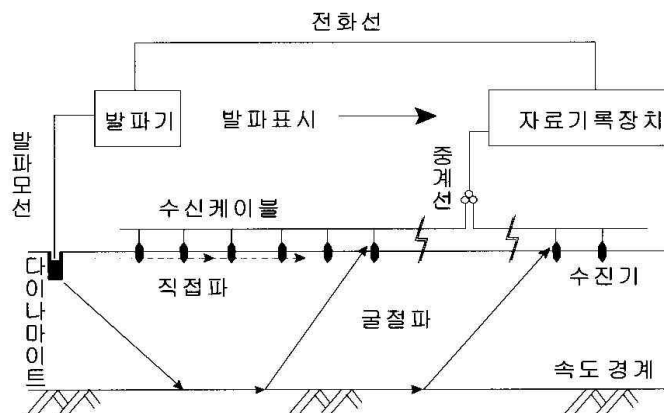 전화선
발파기
발파표시
자료기록장치
발파모선
중계선
수신케이블
다이나마이트
직접파
수진기
굴절파
속도경계